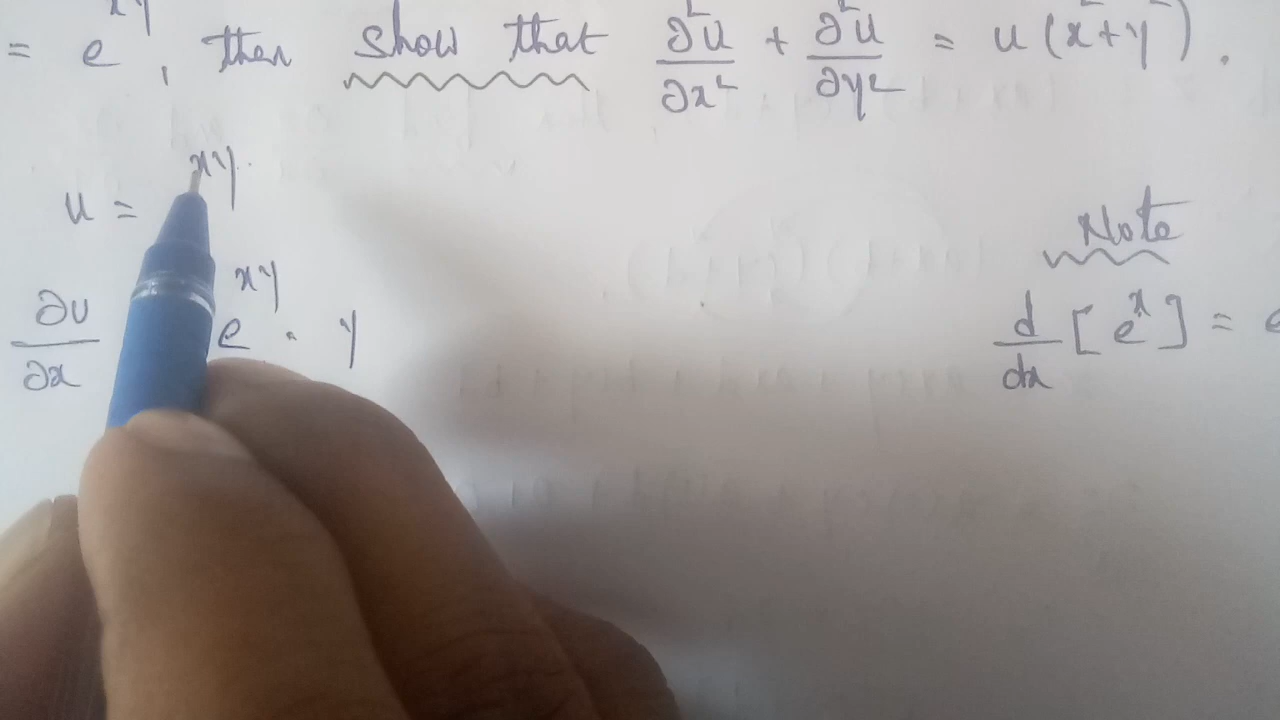 = e^{xy}, then show that ∂²u/∂x² + ∂²u/∂y² = u(x²+y²).
u = ^{xy}
Note
∂u/∂x e^{xy} · y
d/dx [e^x] = e